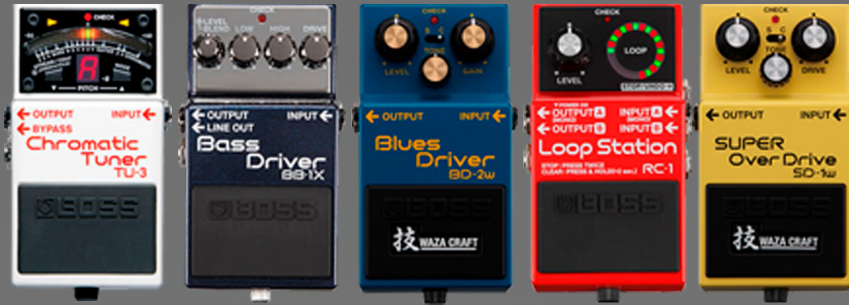 CHECK
A
PITCH
OUTPUT
INPUT
BYPASS
Chromatic
Tuner
TU-3
BOSS
CHECK
LEVEL
BLEND
LOW
HIGH
DRIVE
OUTPUT
INPUT
LINE OUT
Bass
Driver
BB-1X
BOSS
CHECK
S C
TONE
LEVEL
GAIN
OUTPUT
INPUT
Blues
Driver
BD-2w
BOSS
技 WAZA CRAFT
CHECK
LOOP
LEVEL
OUTPUT A
INPUT A
OUTPUT B
INPUT B
Loop Station
RC-1
STOP: PRESS TWICE
BOSS
CHECK
S C
TONE
LEVEL
DRIVE
OUTPUT
INPUT
SUPER
Over Drive
SD-1w
BOSS
技 WAZA CRAFT